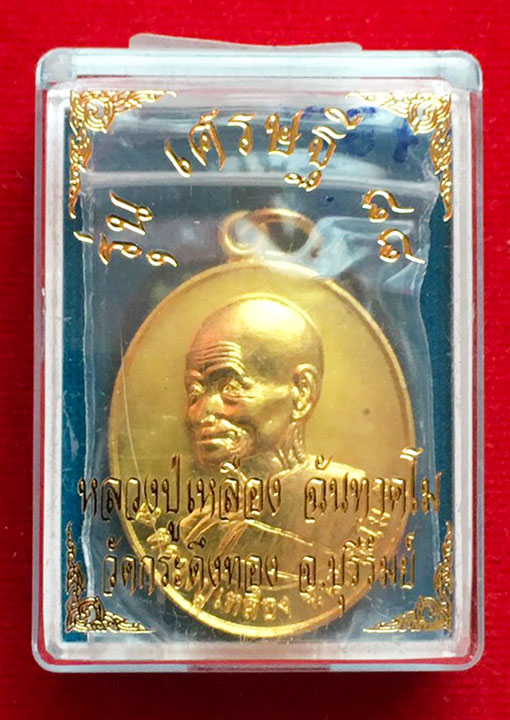 รุ่น เศรษฐี ๑๑
หลวงปู่เหลือง ฉันทาคโม
วัดกระดึงทอง จ.บุรีรัมย์